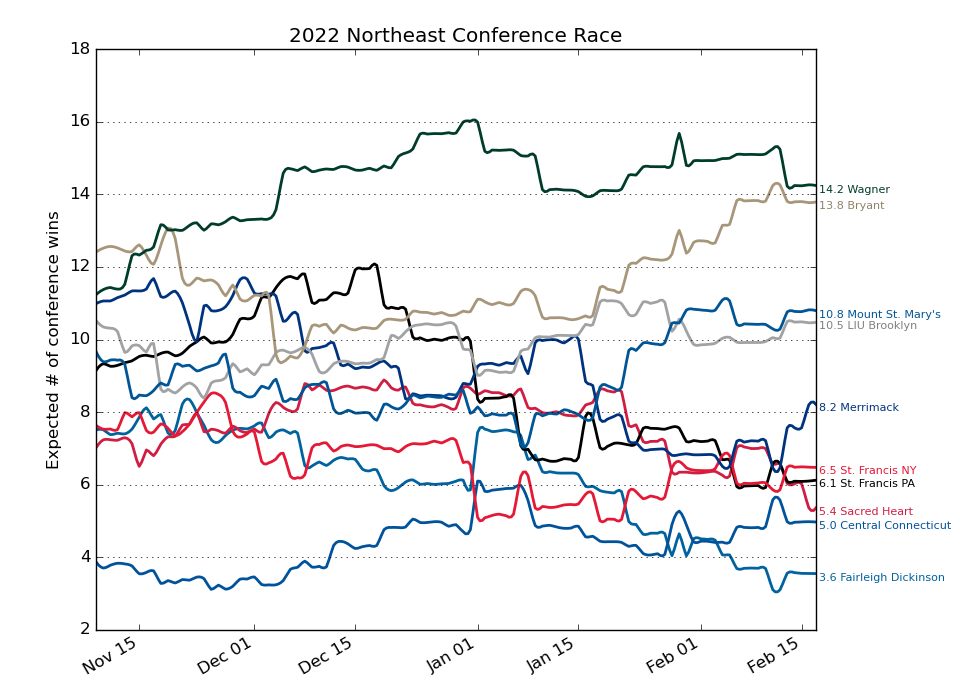 2022 Northeast Conference Race
Expected # of conference wins
18
16
14
12
10
8
6
4
2
Nov 15
Dec 01
Dec 15
Jan 01
Jan 15
Feb 01
Feb 15
14.2 Wagner
13.8 Bryant
10.8 Mount St. Mary's
10.5 LIU Brooklyn
8.2 Merrimack
6.5 St. Francis NY
6.1 St. Francis PA
5.4 Sacred Heart
5.0 Central Connecticut
3.6 Fairleigh Dickinson